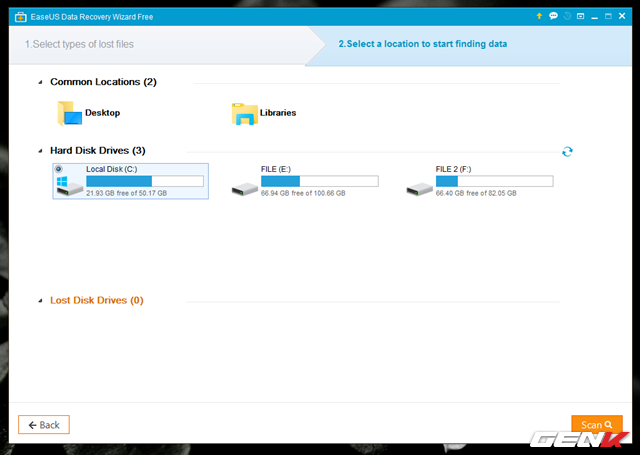 EaseUS Data Recovery Wizard Free
1.Select types of lost files
2.Select a location to start finding data
Common Locations (2)
Desktop
Libraries
Hard Disk Drives (3)
Local Disk (C:)
21.93 GB free of 50.17 GB
FILE (E:)
66.94 GB free of 100.66 GB
FILE 2 (F:)
66.40 GB free of 82.05 GB
Lost Disk Drives (0)
Back
Scan
GENK